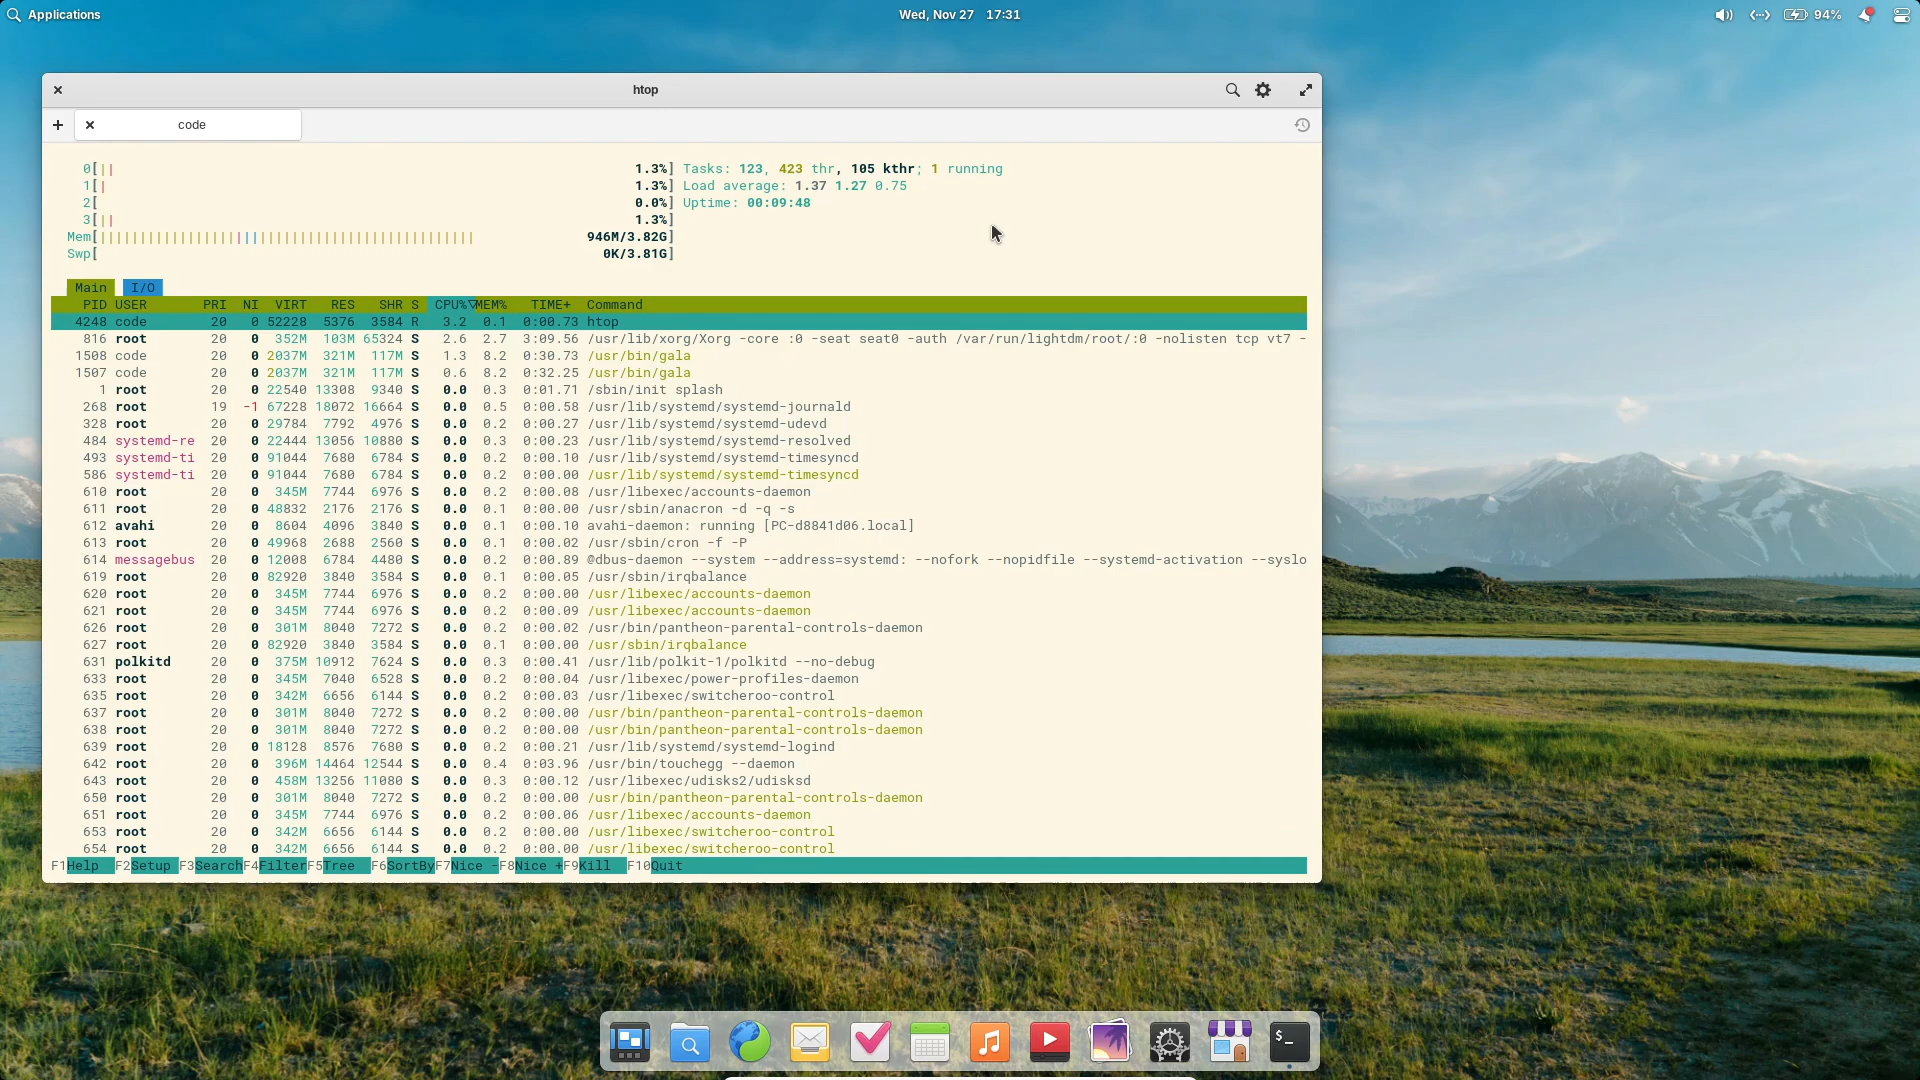 Applications
Wed, Nov 27 17:31
94%
htop
code
0[|| 1.3%] Tasks: 123, 423 thr, 105 kthr; 1 running
1[| 1.3%] Load average: 1.37 1.27 0.75
2[ 0.0%] Uptime: 00:09:48
3[|| 1.3%]
Mem[||||||||||||||||||||||||||||||||||||||||||||||| 946M/3.82G]
Swp[ 0K/3.81G]
Main I/O
PID USER PRI NI VIRT RES SHR S CPU%▽MEM% TIME+ Command
4248 code 20 0 52228 5376 3584 R 3.2 0.1 0:00.73 htop
816 root 20 0 352M 103M 65324 S 2.6 2.7 3:09.56 /usr/lib/xorg/Xorg -core :0 -seat seat0 -auth /var/run/lightdm/root/:0 -nolisten tcp vt7 -
1508 code 20 0 2037M 321M 117M S 1.3 8.2 0:30.73 /usr/bin/gala
1507 code 20 0 2037M 321M 117M S 0.6 8.2 0:32.25 /usr/bin/gala
1 root 20 0 22540 13308 9340 S 0.0 0.3 0:01.71 /sbin/init splash
268 root 19 -1 67228 18072 16664 S 0.0 0.5 0:00.58 /usr/lib/systemd/systemd-journald
328 root 20 0 29784 7792 4976 S 0.0 0.2 0:00.27 /usr/lib/systemd/systemd-udevd
484 systemd-re 20 0 22444 13056 10880 S 0.0 0.3 0:00.23 /usr/lib/systemd/systemd-resolved
493 systemd-ti 20 0 91044 7680 6784 S 0.0 0.2 0:00.10 /usr/lib/systemd/systemd-timesyncd
586 systemd-ti 20 0 91044 7680 6784 S 0.0 0.2 0:00.00 /usr/lib/systemd/systemd-timesyncd
610 root 20 0 345M 7744 6976 S 0.0 0.2 0:00.08 /usr/libexec/accounts-daemon
611 root 20 0 48832 2176 2176 S 0.0 0.1 0:00.00 /usr/sbin/anacron -d -q -s
612 avahi 20 0 8604 4096 3840 S 0.0 0.1 0:00.10 avahi-daemon: running [PC-d8841d06.local]
613 root 20 0 49968 2688 2560 S 0.0 0.1 0:00.02 /usr/sbin/cron -f -P
614 messagebus 20 0 12008 6784 4480 S 0.0 0.2 0:00.89 @dbus-daemon --system --address=systemd: --nofork --nopidfile --systemd-activation --syslo
619 root 20 0 82920 3840 3584 S 0.0 0.1 0:00.05 /usr/sbin/irqbalance
620 root 20 0 345M 7744 6976 S 0.0 0.2 0:00.00 /usr/libexec/accounts-daemon
621 root 20 0 345M 7744 6976 S 0.0 0.2 0:00.09 /usr/libexec/accounts-daemon
626 root 20 0 301M 8040 7272 S 0.0 0.2 0:00.02 /usr/bin/pantheon-parental-controls-daemon
627 root 20 0 82920 3840 3584 S 0.0 0.1 0:00.00 /usr/sbin/irqbalance
631 polkitd 20 0 375M 10912 7624 S 0.0 0.3 0:00.41 /usr/lib/polkit-1/polkitd --no-debug
633 root 20 0 345M 7040 6528 S 0.0 0.2 0:00.04 /usr/libexec/power-profiles-daemon
635 root 20 0 342M 6656 6144 S 0.0 0.2 0:00.03 /usr/libexec/switcheroo-control
637 root 20 0 301M 8040 7272 S 0.0 0.2 0:00.00 /usr/bin/pantheon-parental-controls-daemon
638 root 20 0 301M 8040 7272 S 0.0 0.2 0:00.00 /usr/bin/pantheon-parental-controls-daemon
639 root 20 0 18128 8576 7680 S 0.0 0.2 0:00.21 /usr/lib/systemd/systemd-logind
642 root 20 0 396M 14464 12544 S 0.0 0.4 0:03.96 /usr/bin/touchegg --daemon
643 root 20 0 458M 13256 11080 S 0.0 0.3 0:00.12 /usr/libexec/udisks2/udisksd
650 root 20 0 301M 8040 7272 S 0.0 0.2 0:00.00 /usr/bin/pantheon-parental-controls-daemon
651 root 20 0 345M 7744 6976 S 0.0 0.2 0:00.06 /usr/libexec/accounts-daemon
653 root 20 0 342M 6656 6144 S 0.0 0.2 0:00.00 /usr/libexec/switcheroo-control
654 root 20 0 342M 6656 6144 S 0.0 0.2 0:00.00 /usr/libexec/switcheroo-control
F1Help F2Setup F3SearchF4FilterF5Tree F6SortByF7Nice -F8Nice +F9Kill F10Quit
$_